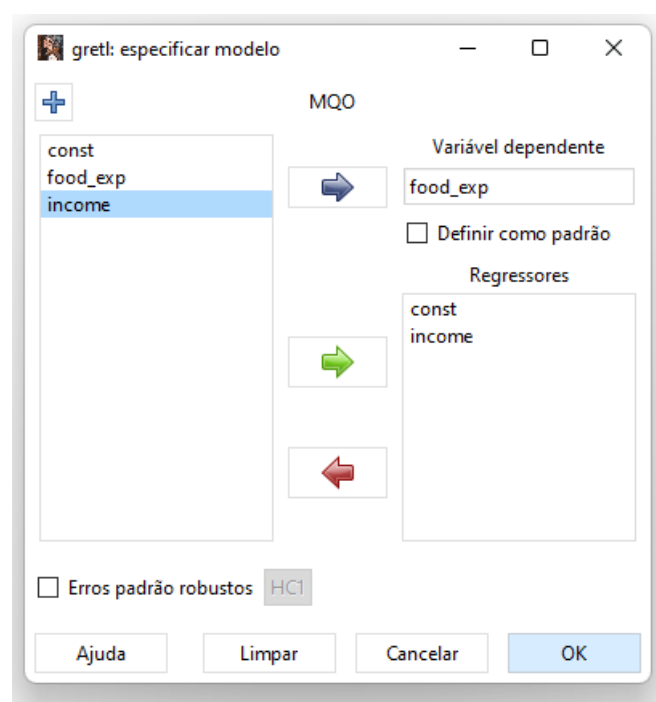 gretl: especificar modelo
MQO
const
food_exp
income
Variável dependente
food_exp
Definir como padrão
Regressores
const
income
Erros padrão robustos HC1
Ajuda Limpar Cancelar OK